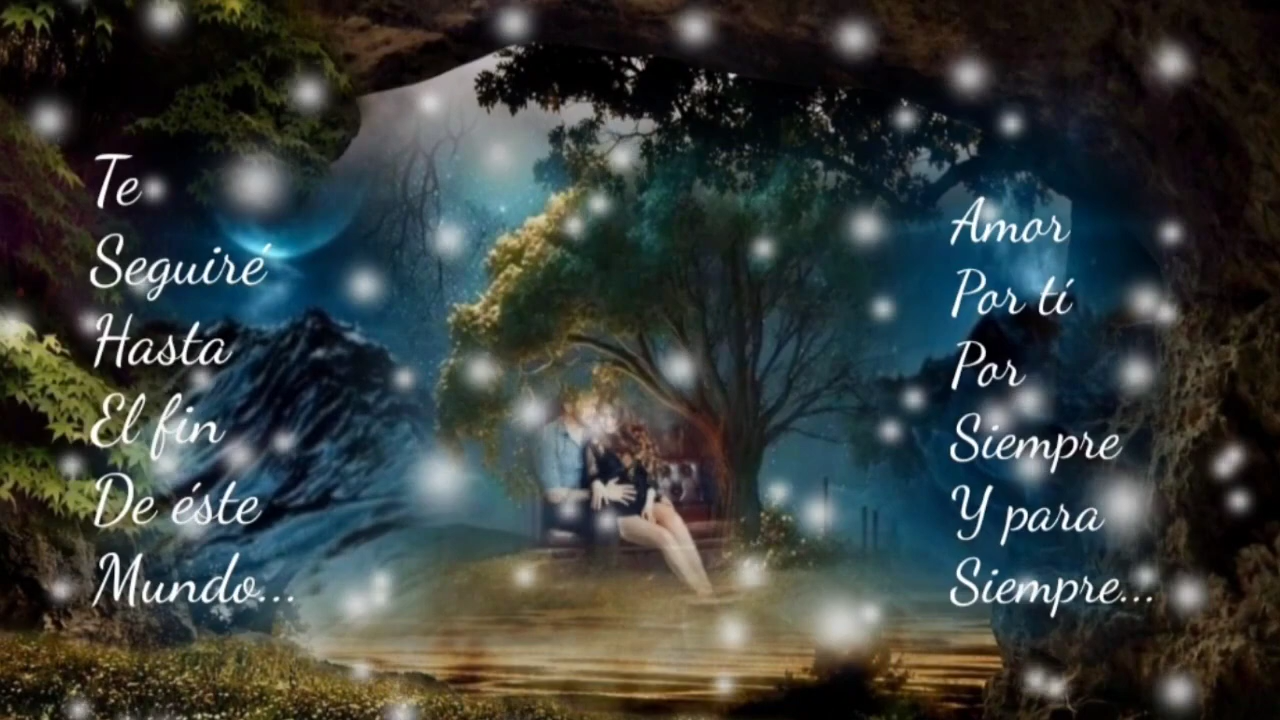 Te
Seguiré
Hasta
El fin
De éste
Mundo...
Amor
Por tí
Por
Siempre
Y para
Siempre...